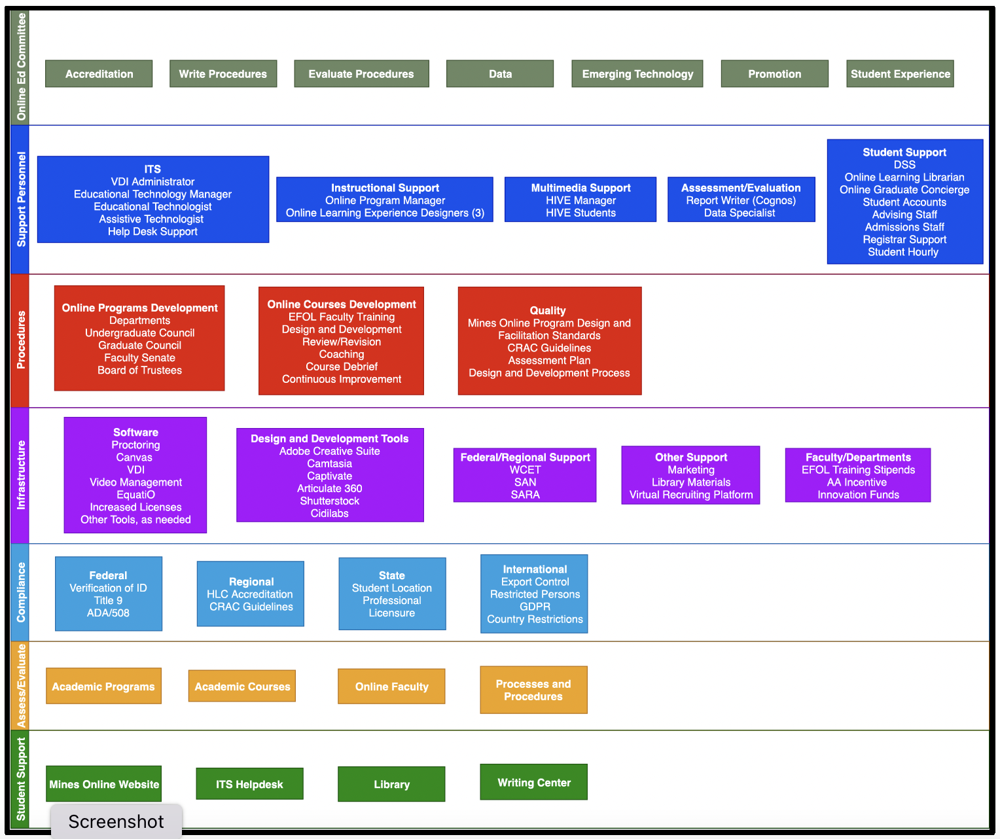 Online Ed Committee
Accreditation
Write Procedures
Evaluate Procedures
Data
Emerging Technology
Promotion
Student Experience
Support Personnel
ITS
VDI Administrator
Educational Technology Manager
Educational Technologist
Assistive Technologist
Help Desk Support
Instructional Support
Online Program Manager
Online Learning Experience Designers (3)
Multimedia Support
HIVE Manager
HIVE Students
Assessment/Evaluation
Report Writer (Cognos)
Data Specialist
Student Support
DSS
Online Learning Librarian
Online Graduate Concierge
Student Accounts
Advising Staff
Admissions Staff
Registrar Support
Student Hourly
Procedures
Online Programs Development
Departments
Undergraduate Council
Graduate Council
Faculty Senate
Board of Trustees
Online Courses Development
EFOL Faculty Training
Design and Development
Review/Revision
Coaching
Course Debrief
Continuous Improvement
Quality
Mines Online Program Design and
Facilitation Standards
CRAC Guidelines
Assessment Plan
Design and Development Process
Infrastructure
Software
Proctoring
Canvas
VDI
Video Management
EquatiO
Increased Licenses
Other Tools, as needed
Design and Development Tools
Adobe Creative Suite
Camtasia
Captivate
Articulate 360
Shutterstock
Cidilabs
Federal/Regional Support
WCET
SAN
SARA
Other Support
Marketing
Library Materials
Virtual Recruiting Platform
Faculty/Departments
EFOL Training Stipends
AA Incentive
Innovation Funds
Compliance
Federal
Verification of ID
Title 9
ADA/508
Regional
HLC Accreditation
CRAC Guidelines
State
Student Location
Professional
Licensure
International
Export Control
Restricted Persons
GDPR
Country Restrictions
Assess/Evaluate
Academic Programs
Academic Courses
Online Faculty
Processes and
Procedures
Student Support
Mines Online Website
ITS Helpdesk
Library
Writing Center
Screenshot